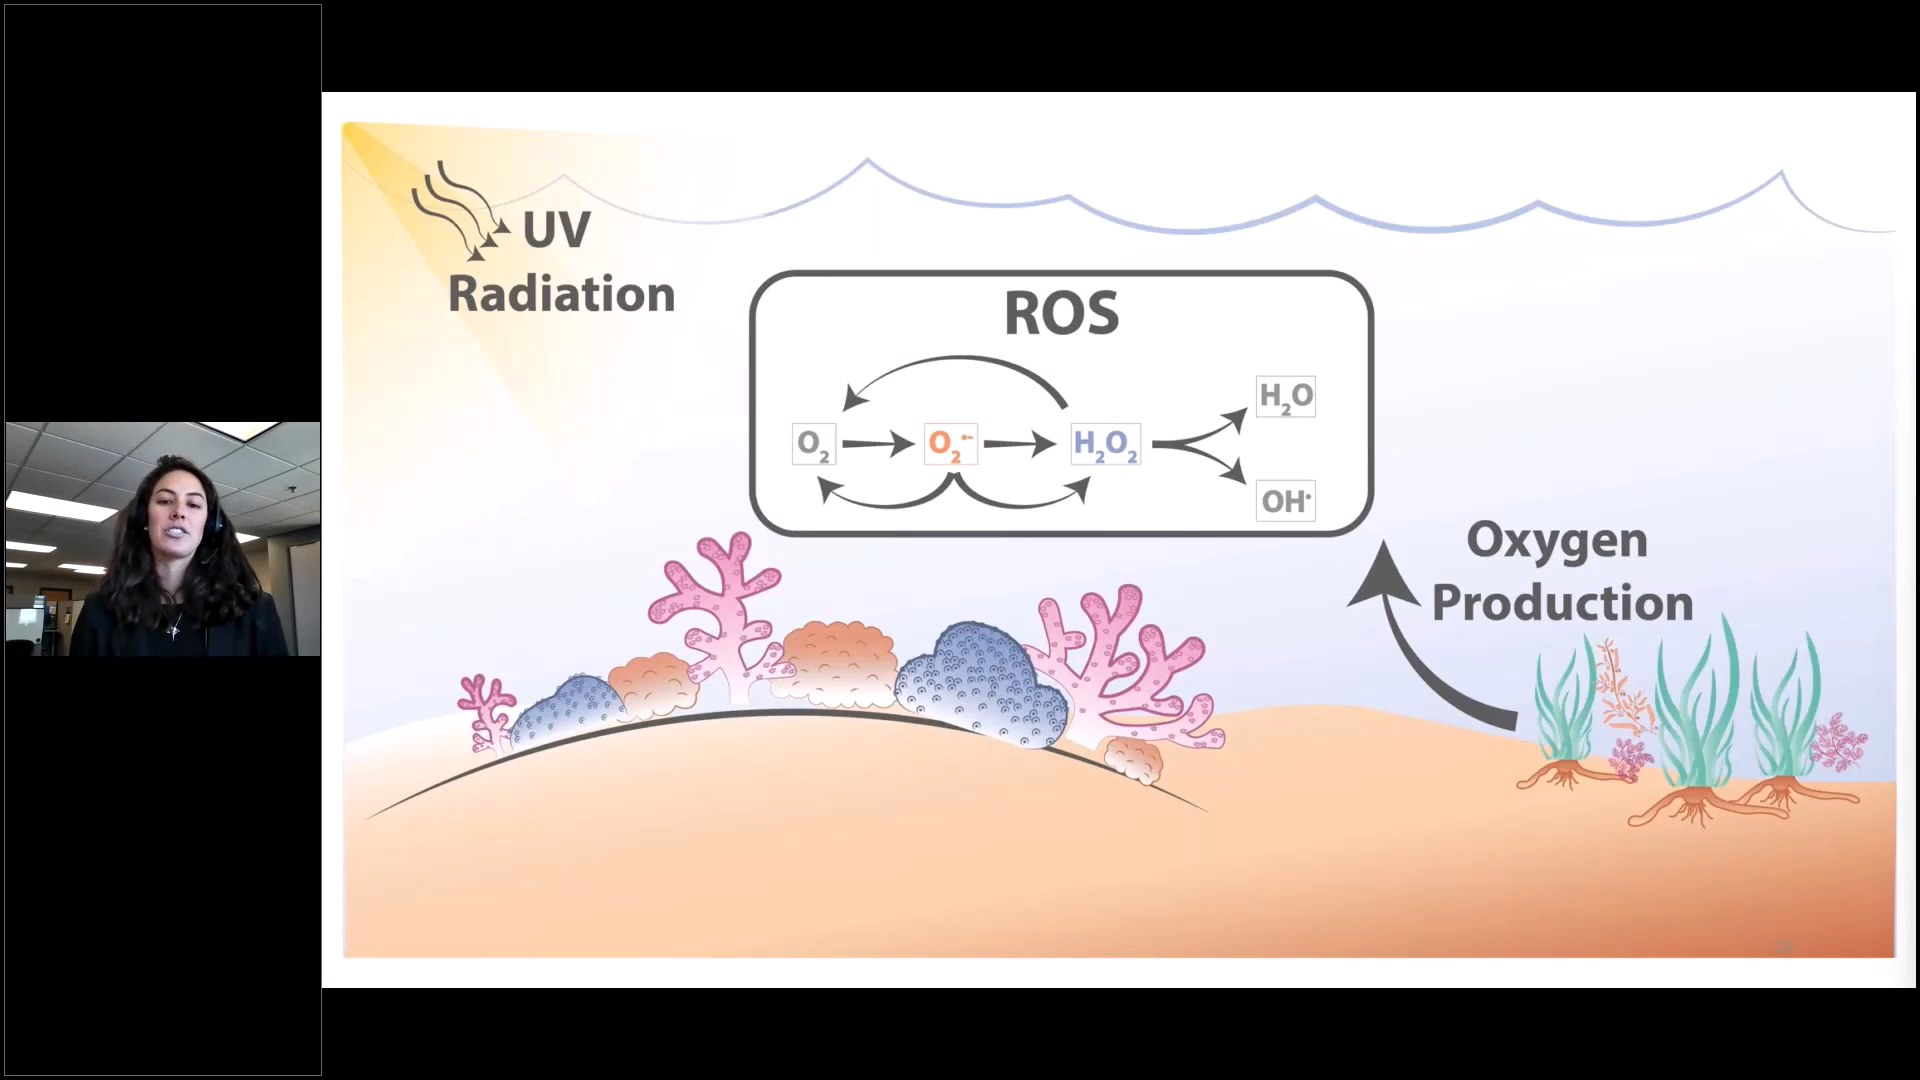 UV
Radiation
ROS
O₂
O₂•-
H₂O₂
H₂O
OH•
Oxygen
Production